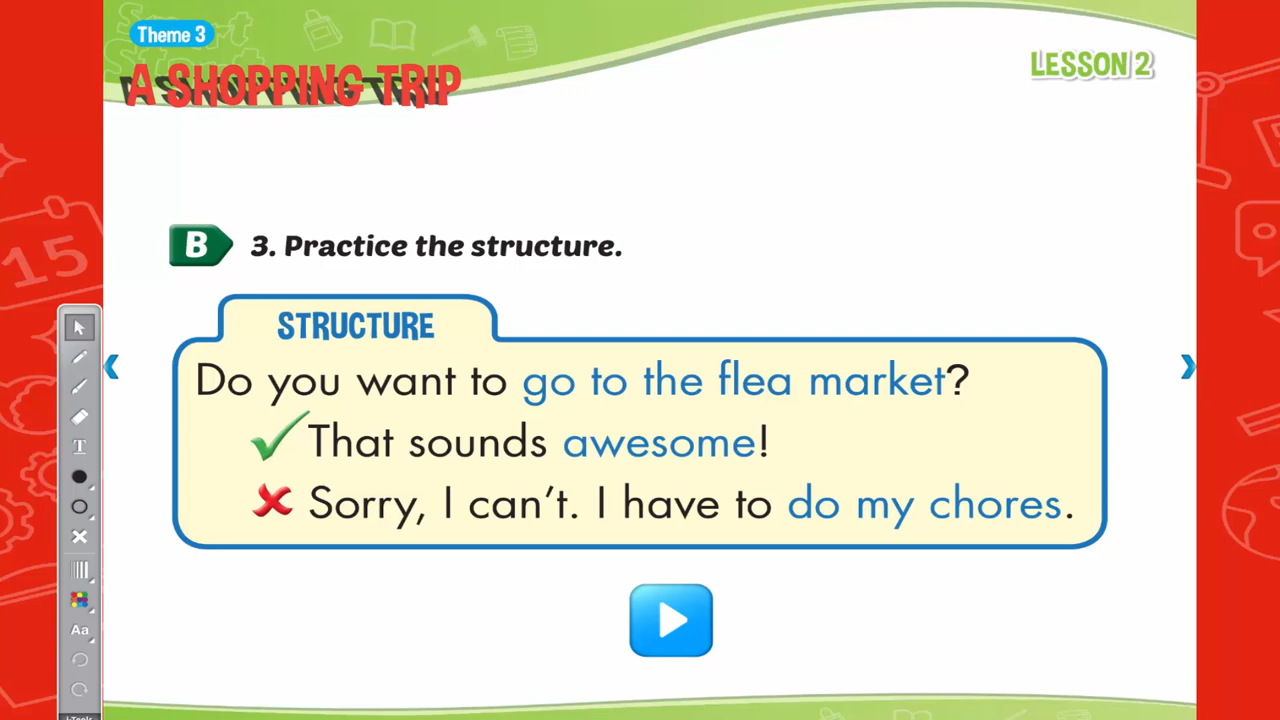 Theme 3
A SHOPPING TRIP
LESSON 2
15
B 3. Practice the structure.
STRUCTURE
Do you want to go to the flea market?
That sounds awesome!
Sorry, I can't. I have to do my chores.
T
Aa